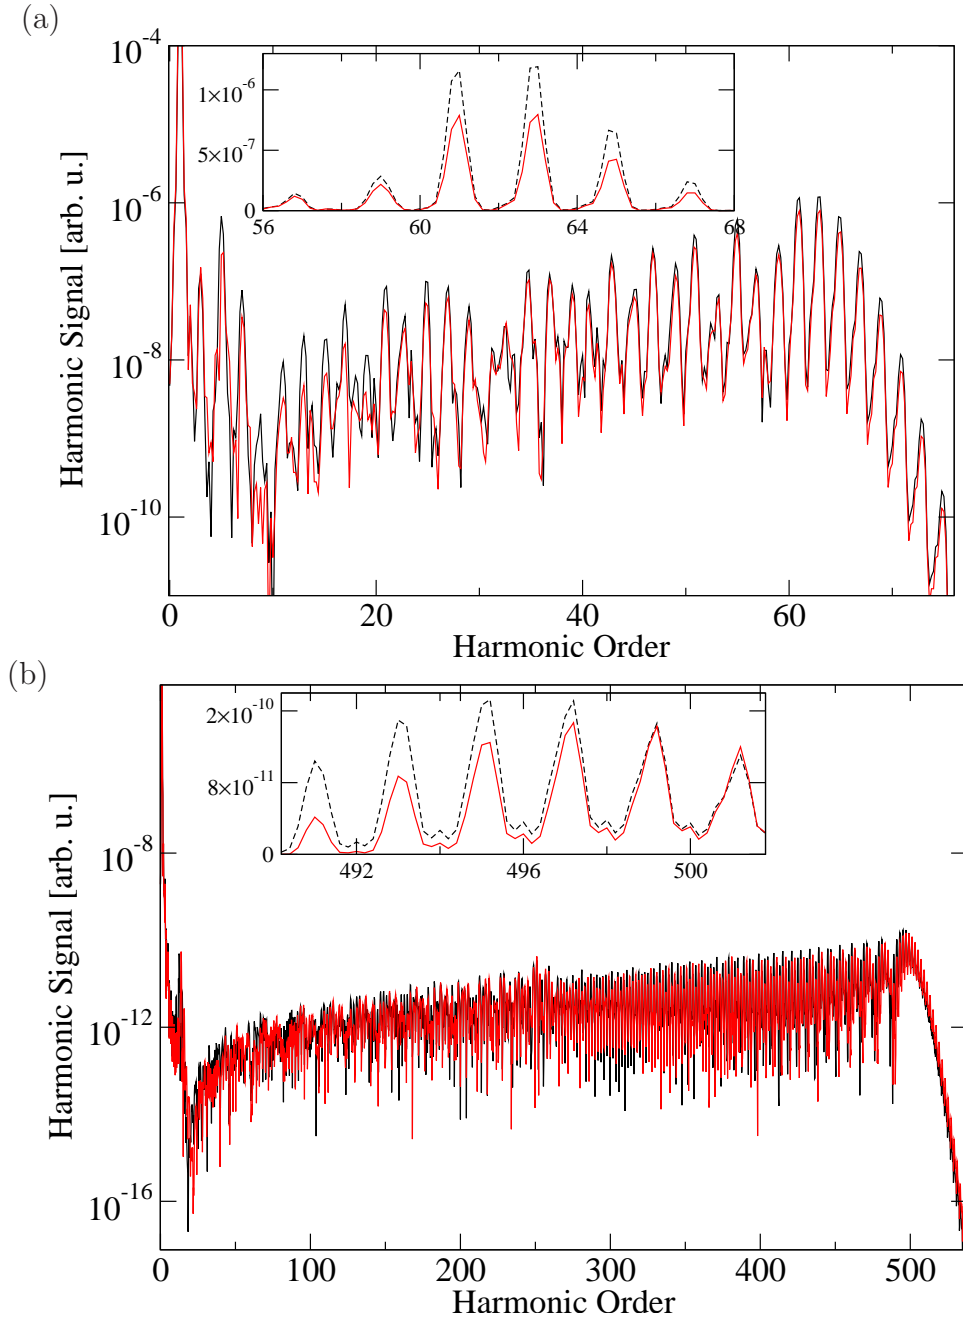 (a)
10^-4
10^-6
10^-8
10^-10
Harmonic Signal [arb. u.]
1×10^-6
5×10^-7
0
56 60 64 68
0 20 40 60
Harmonic Order
(b)
10^-8
10^-12
10^-16
Harmonic Signal [arb. u.]
2×10^-10
8×10^-11
0
492 496 500
0 100 200 300 400 500
Harmonic Order